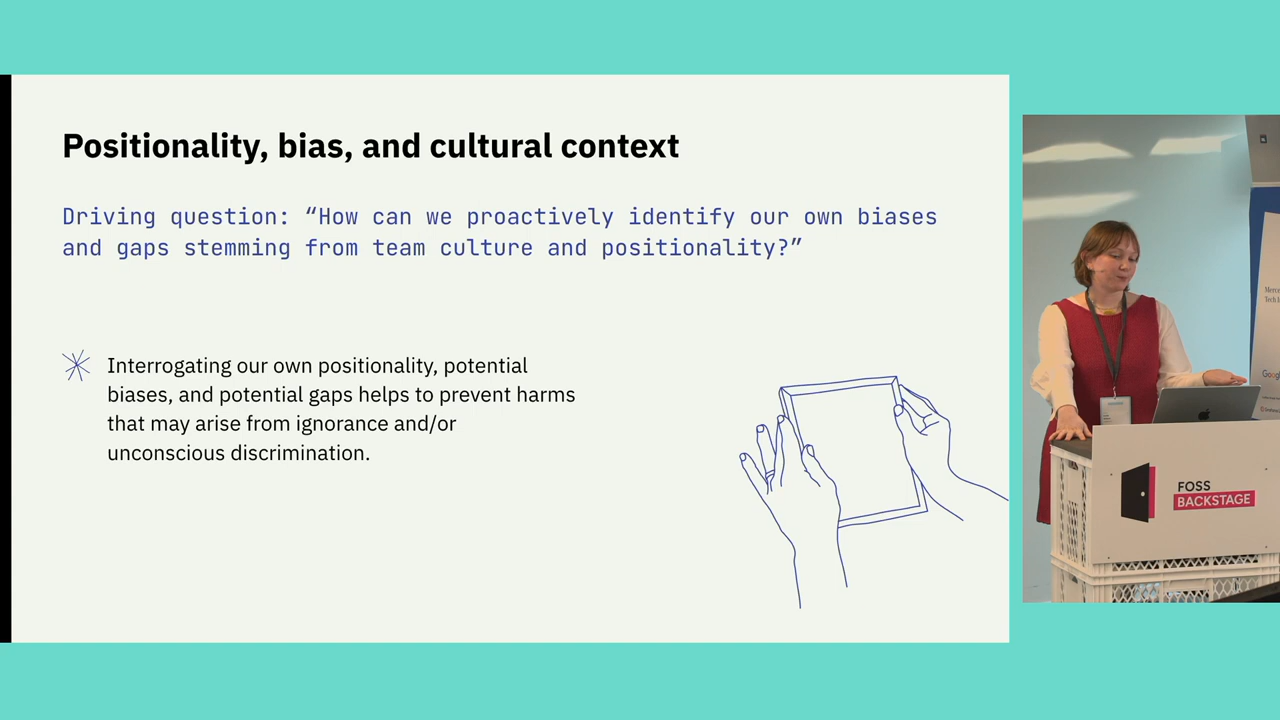 Positionality, bias, and cultural context
Driving question: “How can we proactively identify our own biases
and gaps stemming from team culture and positionality?”
Interrogating our own positionality, potential
biases, and potential gaps helps to prevent harms
that may arise from ignorance and/or
unconscious discrimination.
Tech I
Google
FOSS
BACKSTAGE